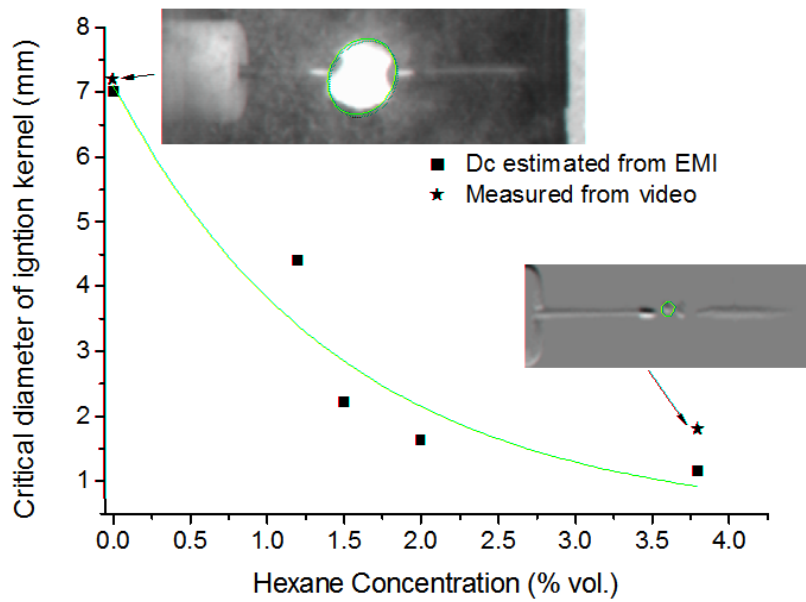 8
7
6
5
4
3
2
1
Critical diameter of igntion kernel (mm)
Dc estimated from EMI
Measured from video
0.0 0.5 1.0 1.5 2.0 2.5 3.0 3.5 4.0
Hexane Concentration (% vol.)